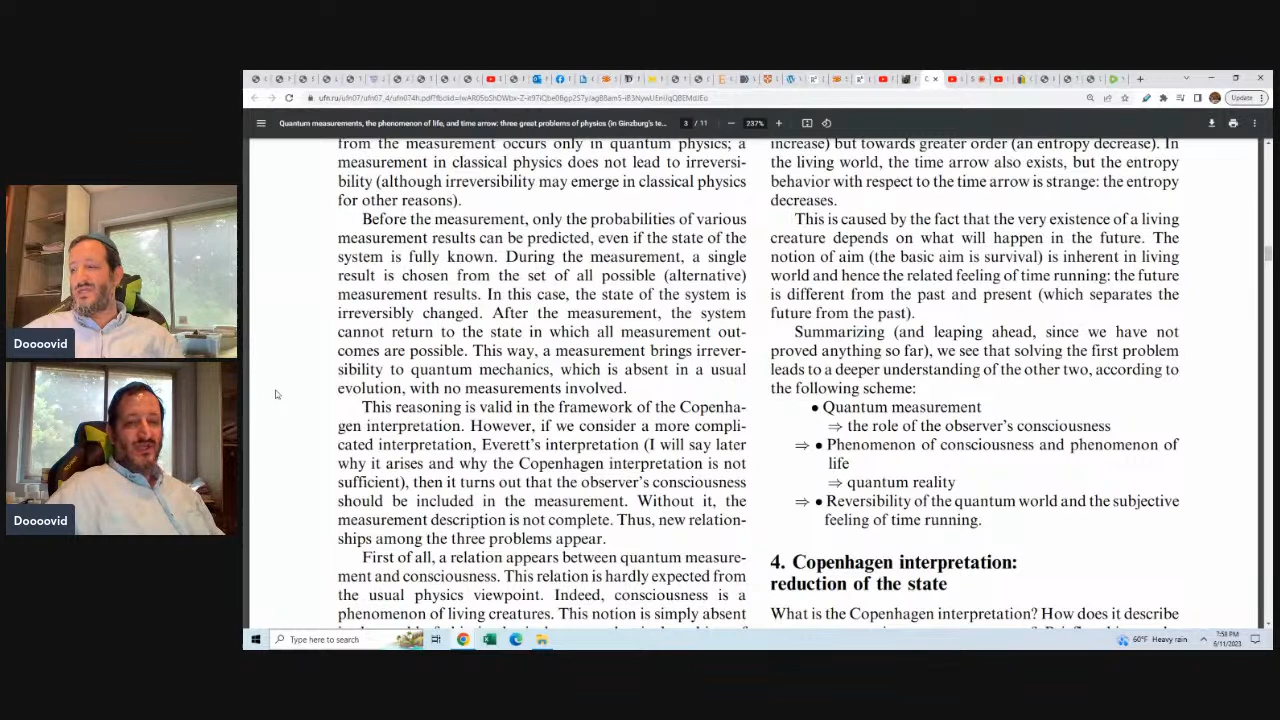 Update
ufn.ru/ufn07/ufn07_4/ufn074h.pdf?fbclid=
Quantum measurements, the phenomenon of life, and time arrow: three great problems of physics (in Ginzburg's te...
3 / 11
237%
from the measurement occurs only in quantum physics; a
measurement in classical physics does not lead to irreversi-
bility (although irreversibility may emerge in classical physics
for other reasons).
Before the measurement, only the probabilities of various
measurement results can be predicted, even if the state of the
system is fully known. During the measurement, a single
result is chosen from the set of all possible (alternative)
measurement results. In this case, the state of the system is
irreversibly changed. After the measurement, the system
cannot return to the state in which all measurement out-
comes are possible. This way, a measurement brings irrever-
sibility to quantum mechanics, which is absent in a usual
evolution, with no measurements involved.
This reasoning is valid in the framework of the Copenha-
gen interpretation. However, if we consider a more compli-
cated interpretation, Everett's interpretation (I will say later
why it arises and why the Copenhagen interpretation is not
sufficient), then it turns out that the observer's consciousness
should be included in the measurement. Without it, the
measurement description is not complete. Thus, new relation-
ships among the three problems appear.
First of all, a relation appears between quantum measure-
ment and consciousness. This relation is hardly expected from
the usual physics viewpoint. Indeed, consciousness is a
phenomenon of living creatures. This notion is simply absent
increase) but towards greater order (an entropy decrease). In
the living world, the time arrow also exists, but the entropy
behavior with respect to the time arrow is strange: the entropy
decreases.
This is caused by the fact that the very existence of a living
creature depends on what will happen in the future. The
notion of aim (the basic aim is survival) is inherent in living
world and hence the related feeling of time running: the future
is different from the past and present (which separates the
future from the past).
Summarizing (and leaping ahead, since we have not
proved anything so far), we see that solving the first problem
leads to a deeper understanding of the other two, according to
the following scheme:
• Quantum measurement
⇒ the role of the observer's consciousness
⇒ • Phenomenon of consciousness and phenomenon of
life
⇒ quantum reality
⇒ • Reversibility of the quantum world and the subjective
feeling of time running.
4. Copenhagen interpretation:
reduction of the state
What is the Copenhagen interpretation? How does it describe
Doooovid
Doooovid
Type here to search
60°F Heavy rain
7:58 PM
6/11/2023